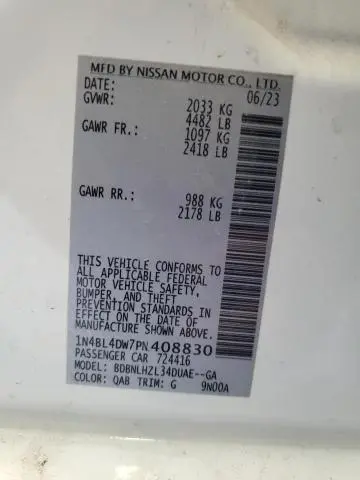 MFD BY NISSAN MOTOR CO., LTD.
DATE: 06/23
GVWR: 2033 KG
4482 LB
GAWR FR.: 1097 KG
2418 LB
GAWR RR.: 988 KG
2178 LB
THIS VEHICLE CONFORMS TO
ALL APPLICABLE FEDERAL
MOTOR VEHICLE SAFETY,
BUMPER, AND THEFT
PREVENTION STANDARDS IN
EFFECT ON THE DATE OF
MANUFACTURE SHOWN ABOVE.
1N4BL4DW7PN408830
PASSENGER CAR 724416
MODEL: BDBNLHZL34DUAE--GA
COLOR: QAB TRIM: G 9N00A